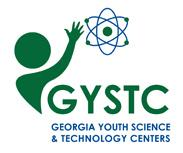 GYSTC
GEORGIA YOUTH SCIENCE
& TECHNOLOGY CENTERS